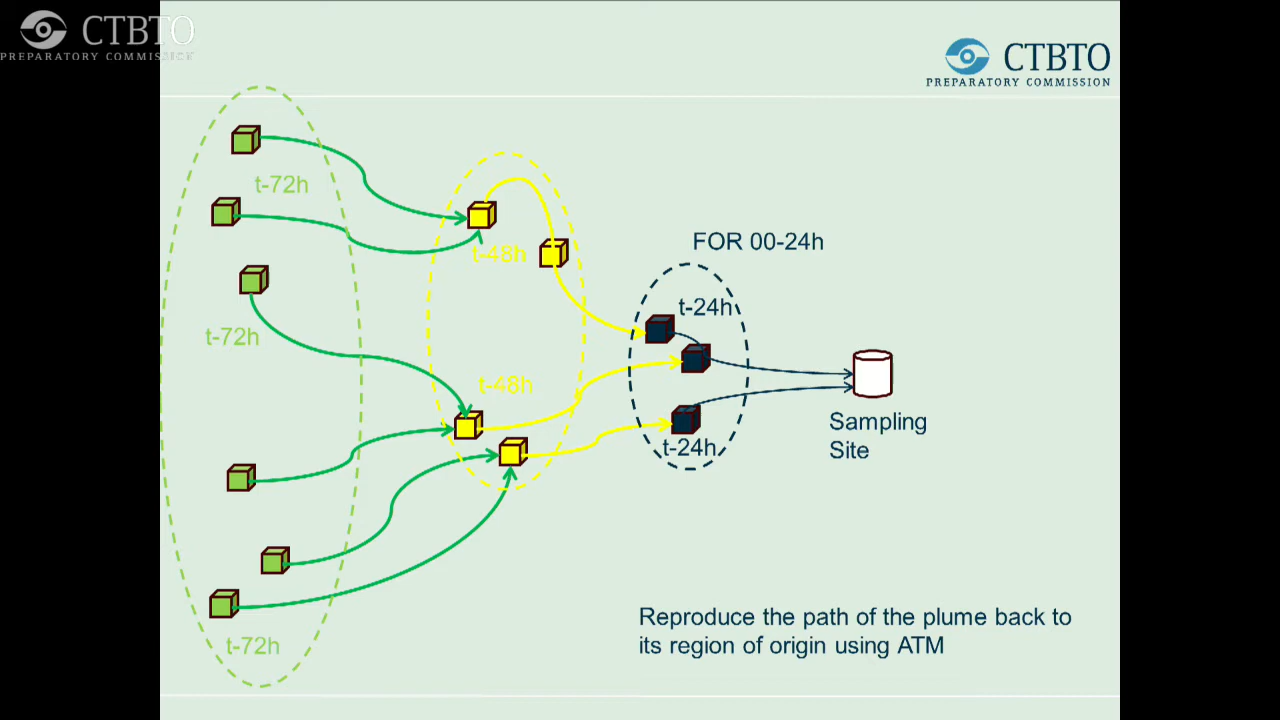 CTBTO
PREPARATORY COMMISSION
CTBTO
PREPARATORY COMMISSION
t-72h
t-48h
FOR 00-24h
t-24h
t-72h
t-48h
Sampling
Site
t-24h
Reproduce the path of the plume back to
its region of origin using ATM
t-72h